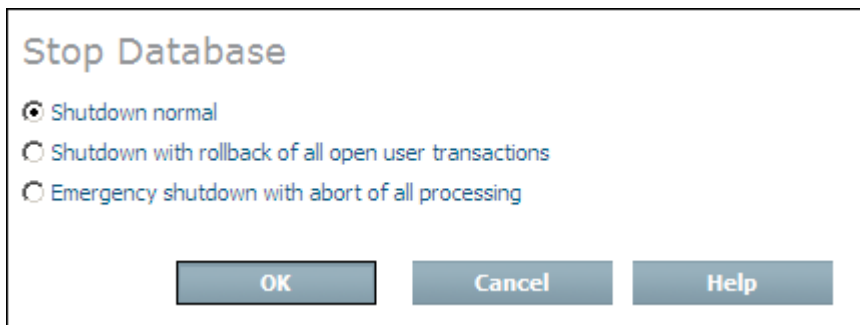 Stop Database
Shutdown normal
Shutdown with rollback of all open user transactions
Emergency shutdown with abort of all processing
OK Cancel Help